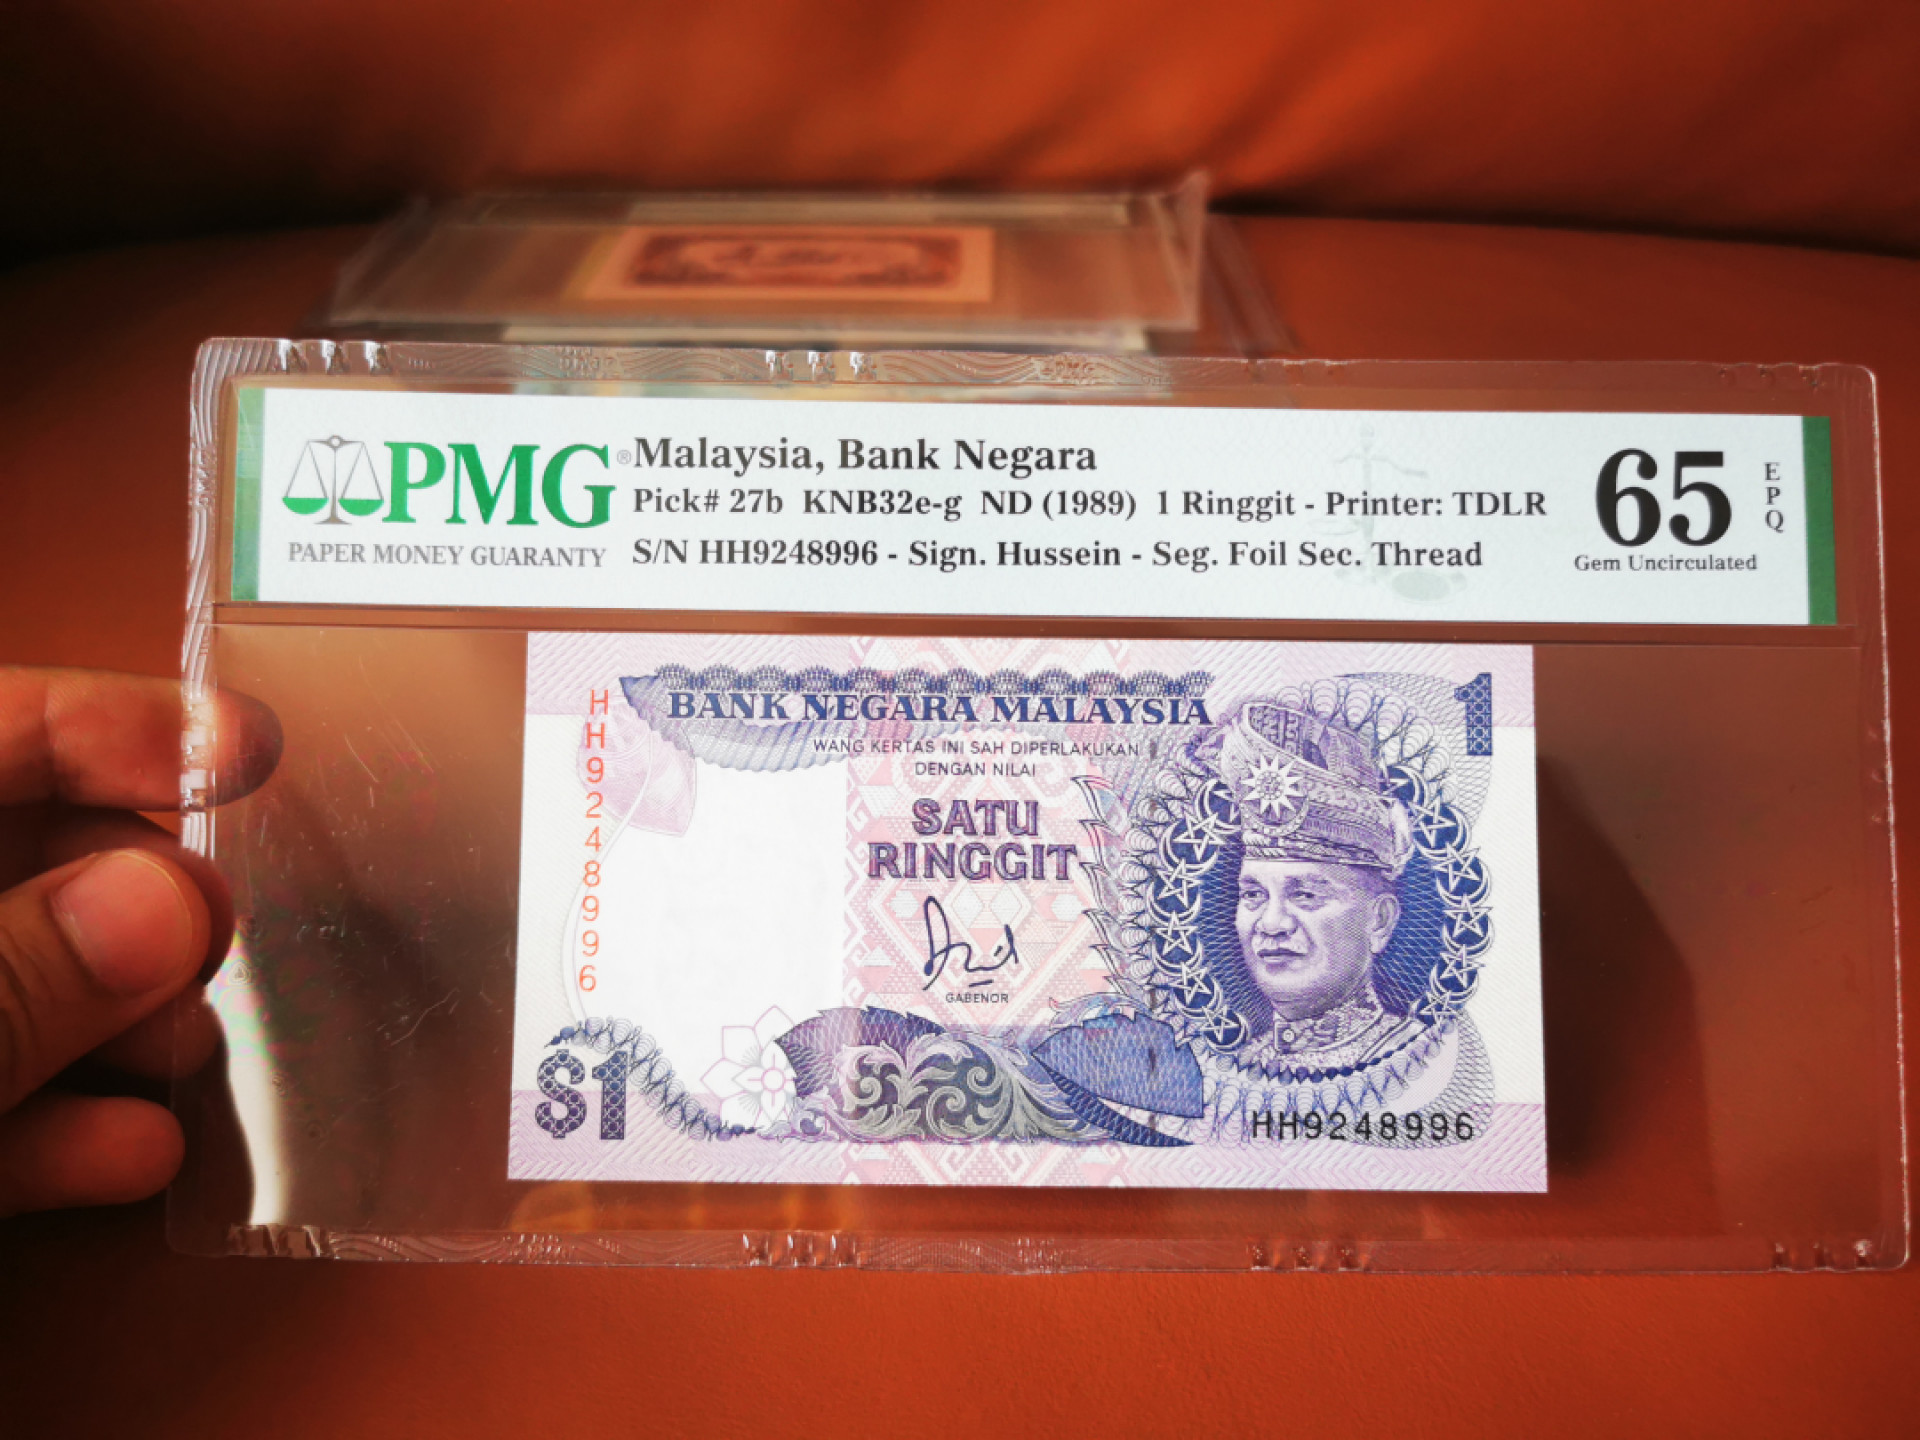 PMG®
PAPER MONEY GUARANTY
Malaysia, Bank Negara
Pick# 27b KNB32e-g ND (1989) 1 Ringgit - Printer: TDLR
S/N HH9248996 - Sign. Hussein - Seg. Foil Sec. Thread
65
EPQ
Gem Uncirculated
BANK NEGARA MALAYSIA
1
WANG KERTAS INI SAH DIPERLAKUKAN
DENGAN NILAI
HH9248996
SATU
RINGGIT
GABENOR
$1
HH9248996